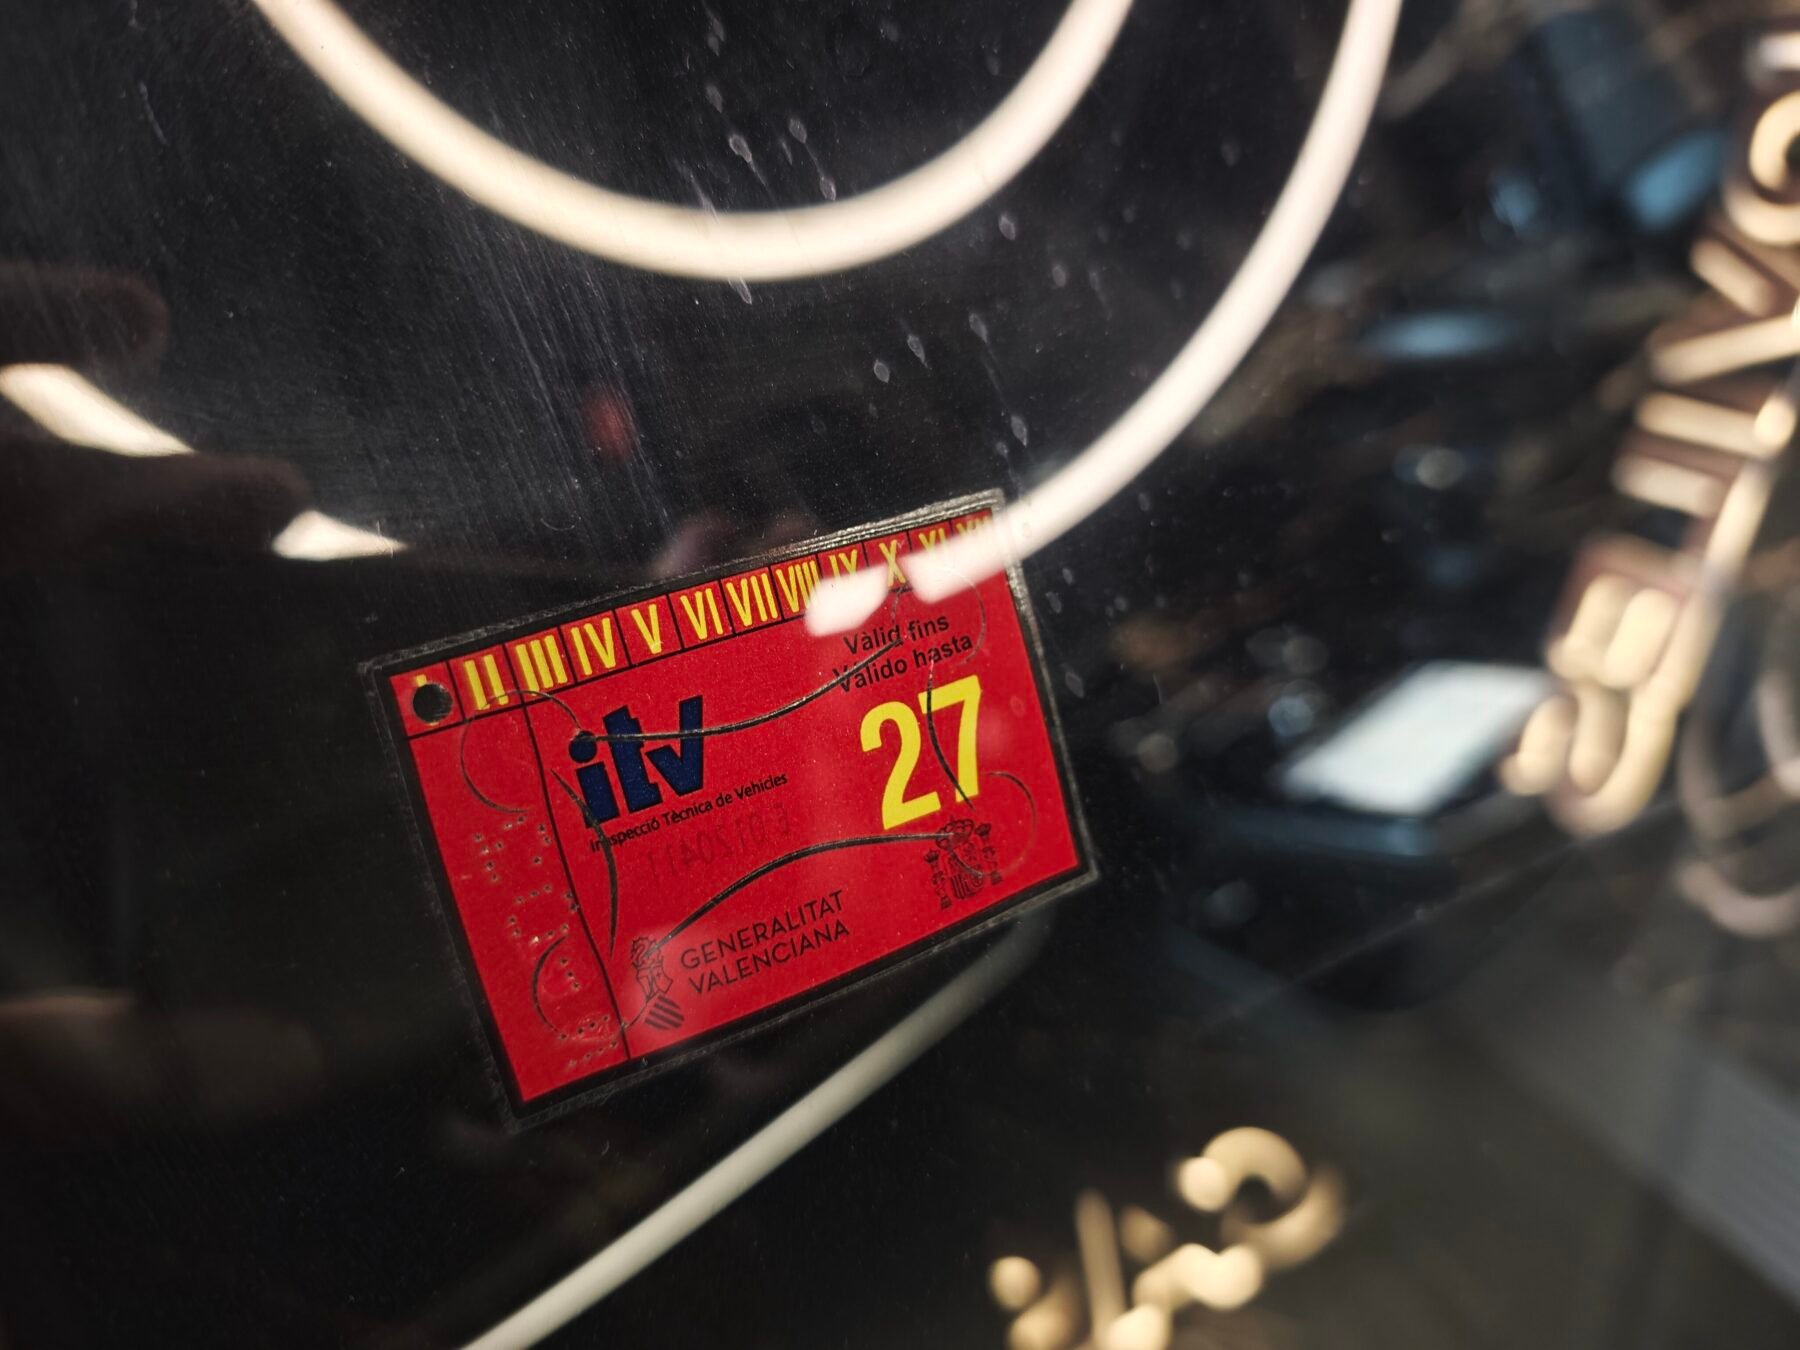 I II III IV V VI VII VIII IX X XI XII
Vàlid fins
Válido hasta
itv
27
Inspecció Tècnica de Vehicles
GENERALITAT
VALENCIANA